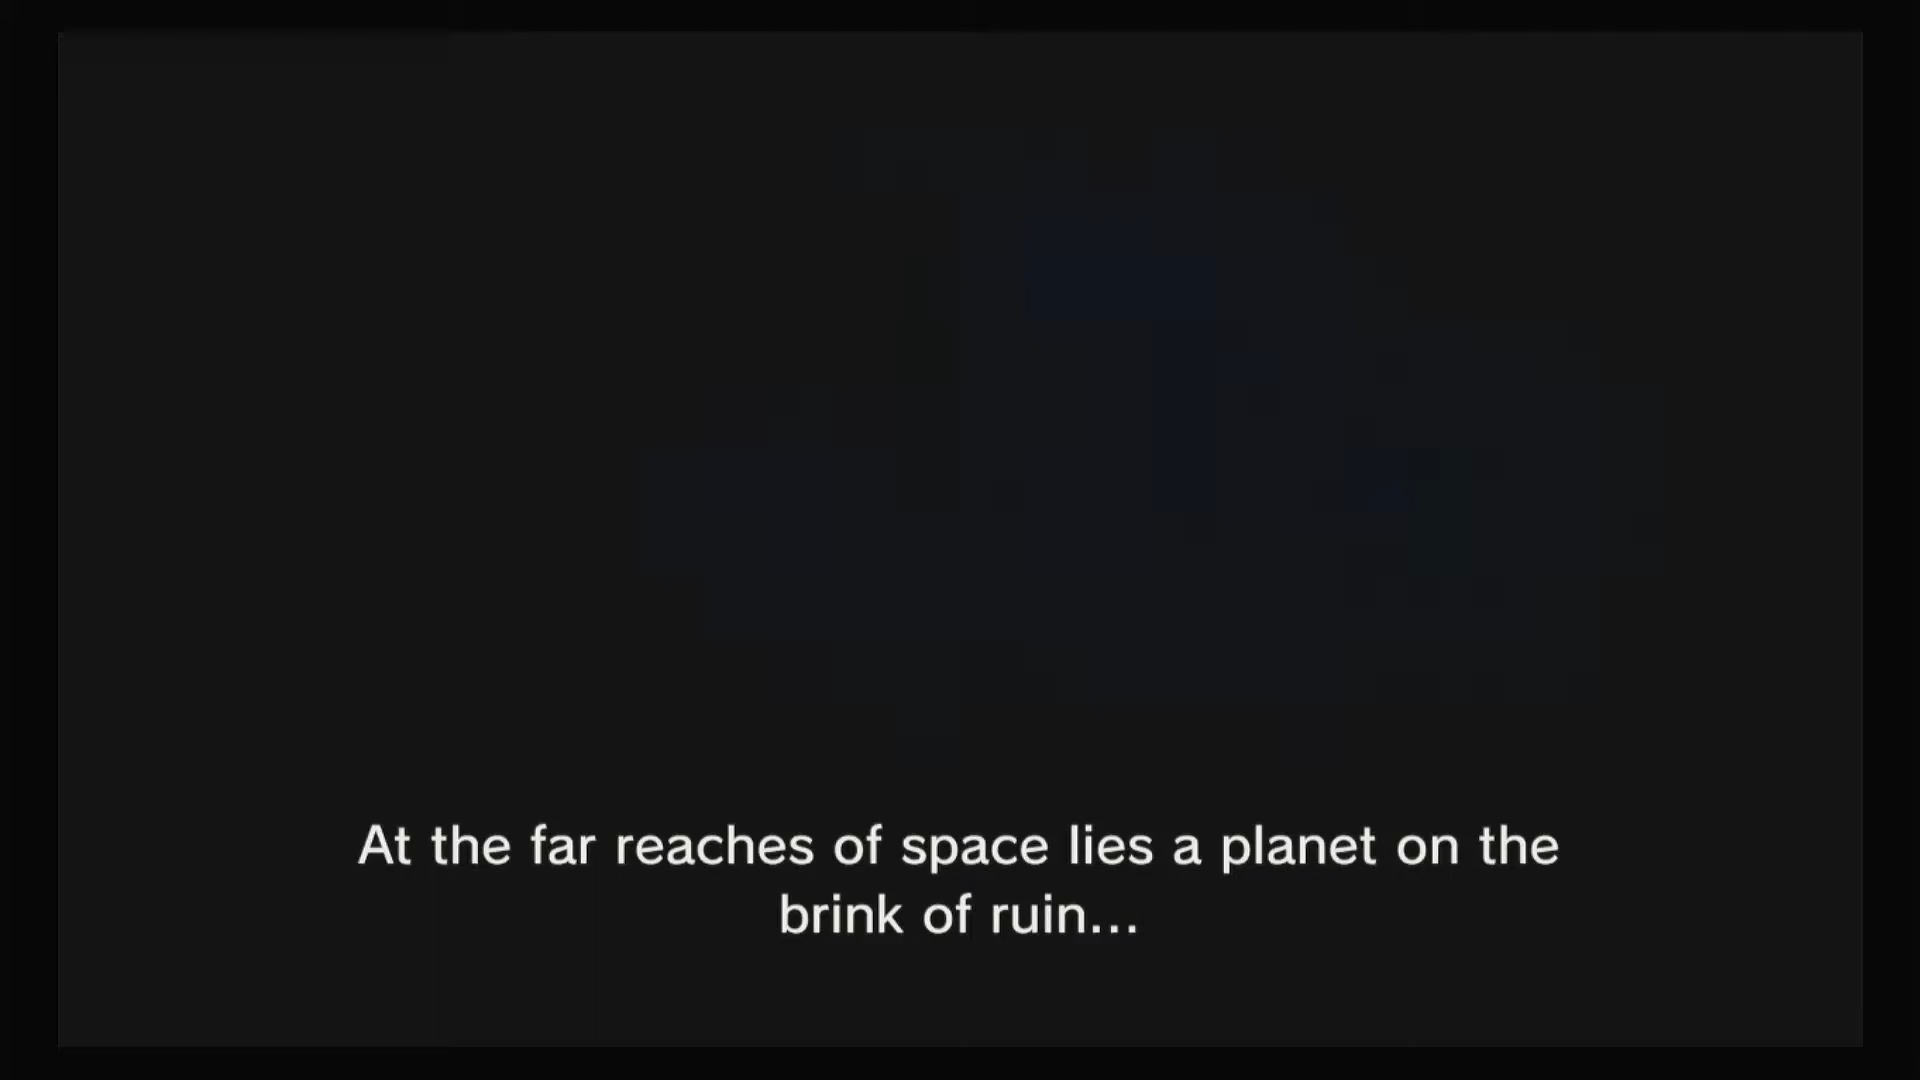 At the far reaches of space lies a planet on the
brink of ruin...